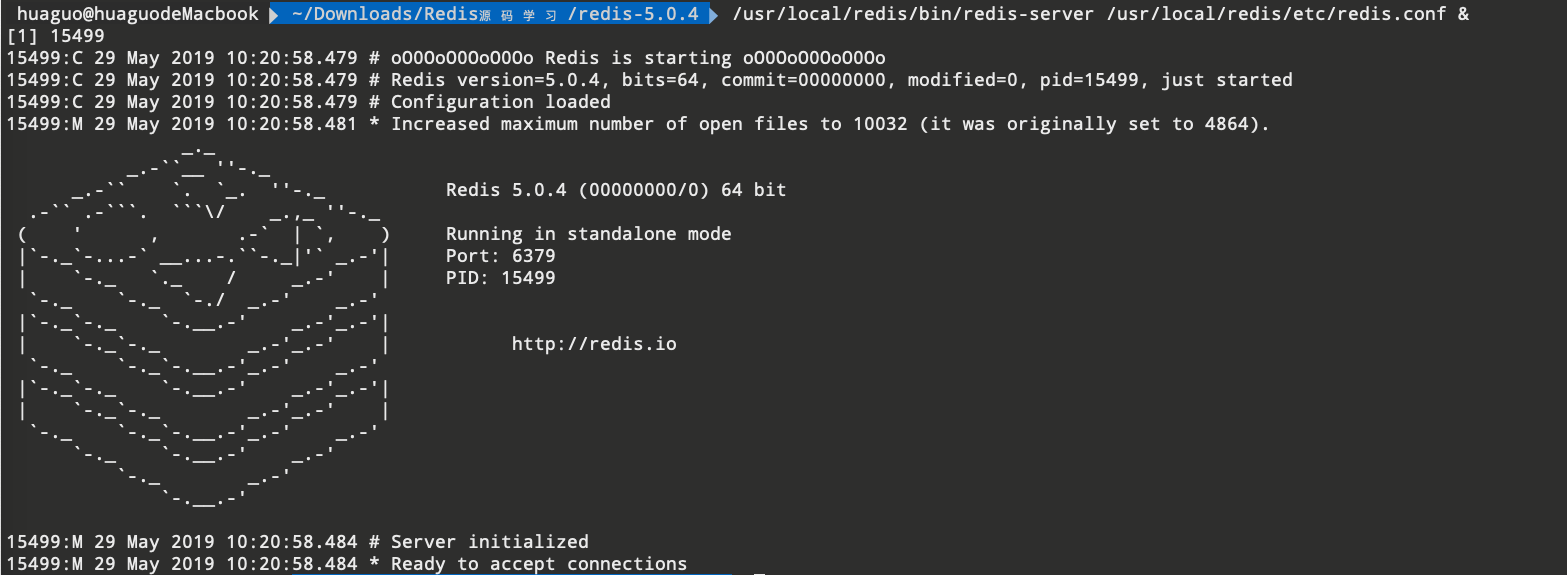 huaguo@huaguodeMacbook ~/Downloads/Redis源 码 学 习 /redis-5.0.4 /usr/local/redis/bin/redis-server /usr/local/redis/etc/redis.conf &
[1] 15499
15499:C 29 May 2019 10:20:58.479 # oO0OoO0OoO0Oo Redis is starting oO0OoO0OoO0Oo
15499:C 29 May 2019 10:20:58.479 # Redis version=5.0.4, bits=64, commit=00000000, modified=0, pid=15499, just started
15499:C 29 May 2019 10:20:58.479 # Configuration loaded
15499:M 29 May 2019 10:20:58.481 * Increased maximum number of open files to 10032 (it was originally set to 4864).
Redis 5.0.4 (00000000/0) 64 bit
Running in standalone mode
Port: 6379
PID: 15499
http://redis.io
15499:M 29 May 2019 10:20:58.484 # Server initialized
15499:M 29 May 2019 10:20:58.484 * Ready to accept connections